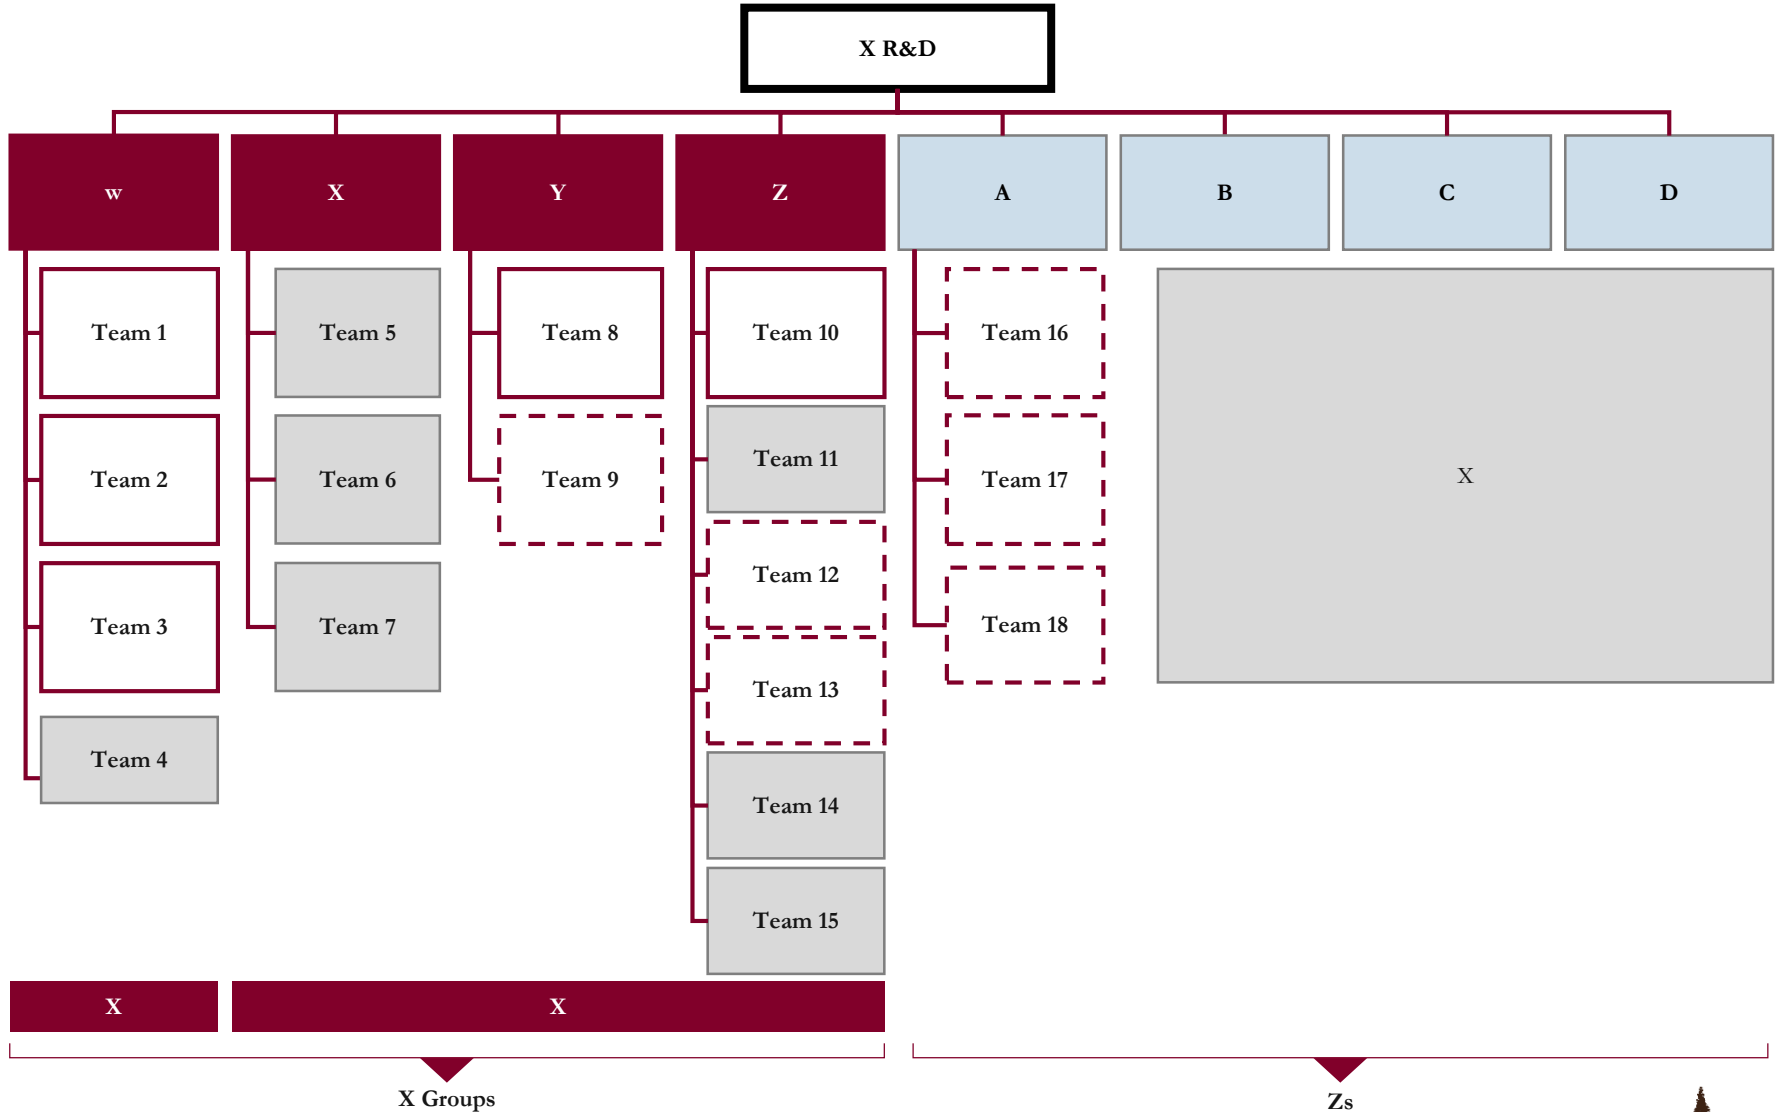 X R&D
w
X
Y
Z
A
B
C
D
Team 1
Team 5
Team 8
Team 10
Team 16
Team 11
X
Team 2
Team 6
Team 9
Team 17
Team 12
Team 3
Team 7
Team 18
Team 13
Team 4
Team 14
Team 15
X
X
X Groups
Zs